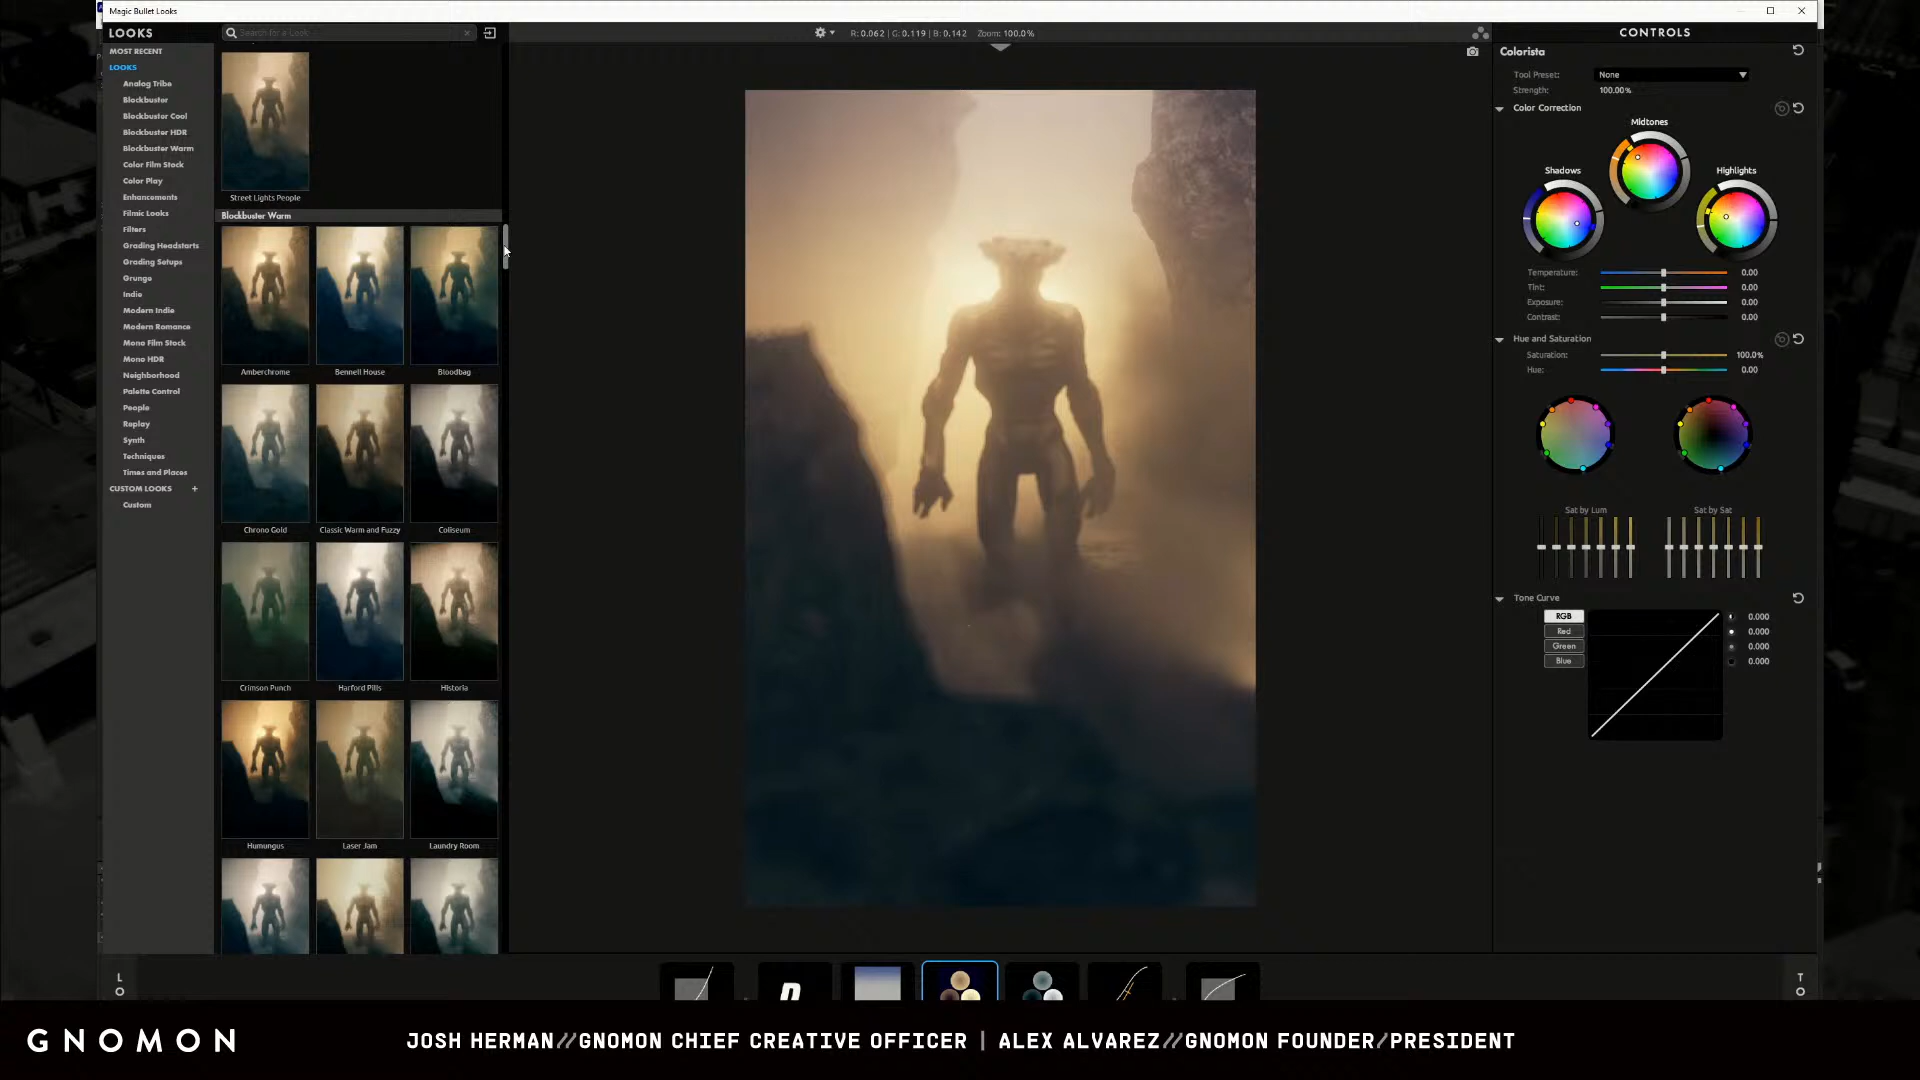 Magic Bullet Looks
LOOKS
Search for a Look
MOST RECENT
LOOKS
Analog Tribe
Blockbuster
Blockbuster Cool
Blockbuster HDR
Blockbuster Warm
Color Film Stock
Color Play
Enhancements
Filmic Looks
Filters
Grading Headstarts
Grading Setups
Grunge
Indie
Modern Indie
Modern Romance
Mono Film Stock
Mono HDR
Neighborhood
Palette Control
People
Replay
Synth
Techniques
Times and Places
CUSTOM LOOKS +
Custom
Street Lights People
Blockbuster Warm
Amberchrome Bennell House Bloodbag
Chrono Gold Classic Warm and Fuzzy Coliseum
Crimson Punch Harford Pills Historia
Humungus Laser Jam Laundry Room
R: 0.062 | G: 0.119 | B: 0.142 Zoom: 100.0%
CONTROLS
Colorista
Tool Preset: None
Strength: 100.00%
Color Correction
Midtones
Shadows Highlights
Temperature: 0.00
Tint: 0.00
Exposure: 0.00
Contrast: 0.00
Hue and Saturation
Saturation: 100.0%
Hue: 0.00
Sat by Lum Sat by Sat
Tone Curve
RGB 0.000
Red 0.000
Green 0.000
Blue 0.000
L
O
T
O
GNOMON
JOSH HERMAN//GNOMON CHIEF CREATIVE OFFICER | ALEX ALVAREZ//GNOMON FOUNDER/PRESIDENT